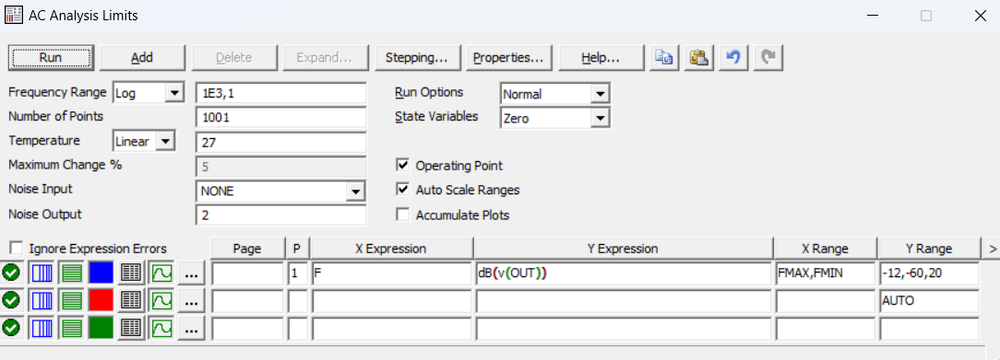 AC Analysis Limits
Run Add Delete Expand... Stepping... Properties... Help...
Frequency Range Log 1E3,1 Run Options Normal
Number of Points 1001 State Variables Zero
Temperature Linear 27
Maximum Change % 5 Operating Point
Noise Input NONE Auto Scale Ranges
Noise Output 2 Accumulate Plots
Ignore Expression Errors Page P X Expression Y Expression X Range Y Range >
... 1 F dB(v(OUT)) FMAX,FMIN -12,-60,20
... AUTO
...